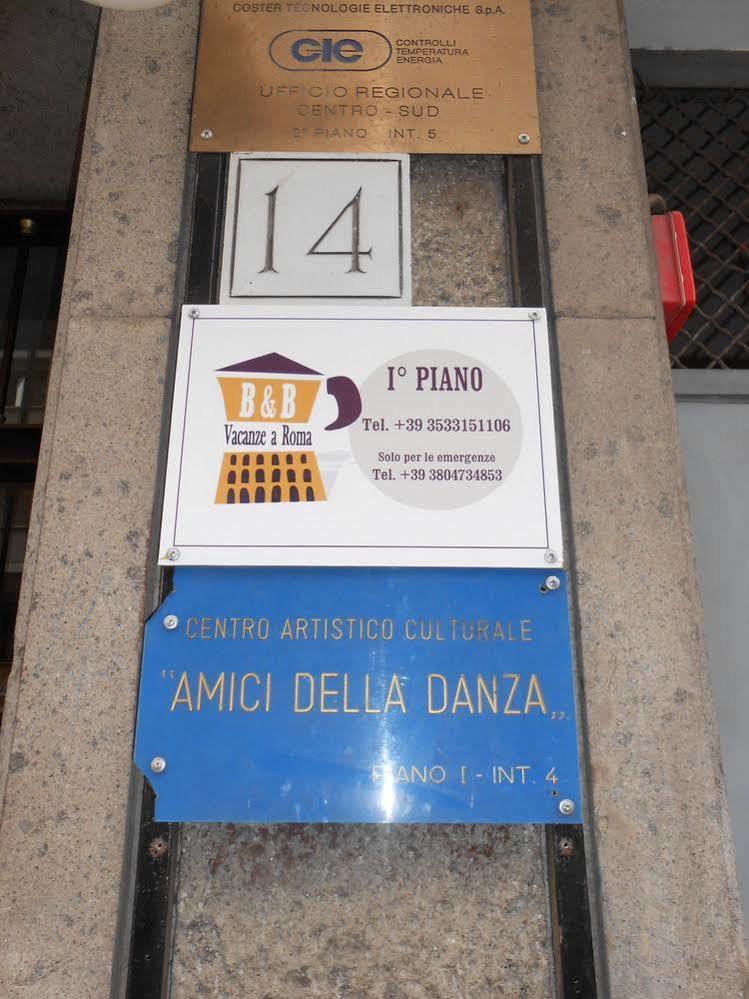 COSTER TECNOLOGIE ELETTRONICHE S.p.A.
CIE CONTROLLI
TEMPERATURA
ENERGIA
UFFICIO REGIONALE
CENTRO - SUD
2° PIANO INT. 5
14
B & B
Vacanze a Roma
I° PIANO
Tel. +39 3533151106
Solo per le emergenze
Tel. +39 3804734853
CENTRO ARTISTICO CULTURALE
"AMICI DELLA DANZA„
PIANO I - INT. 4